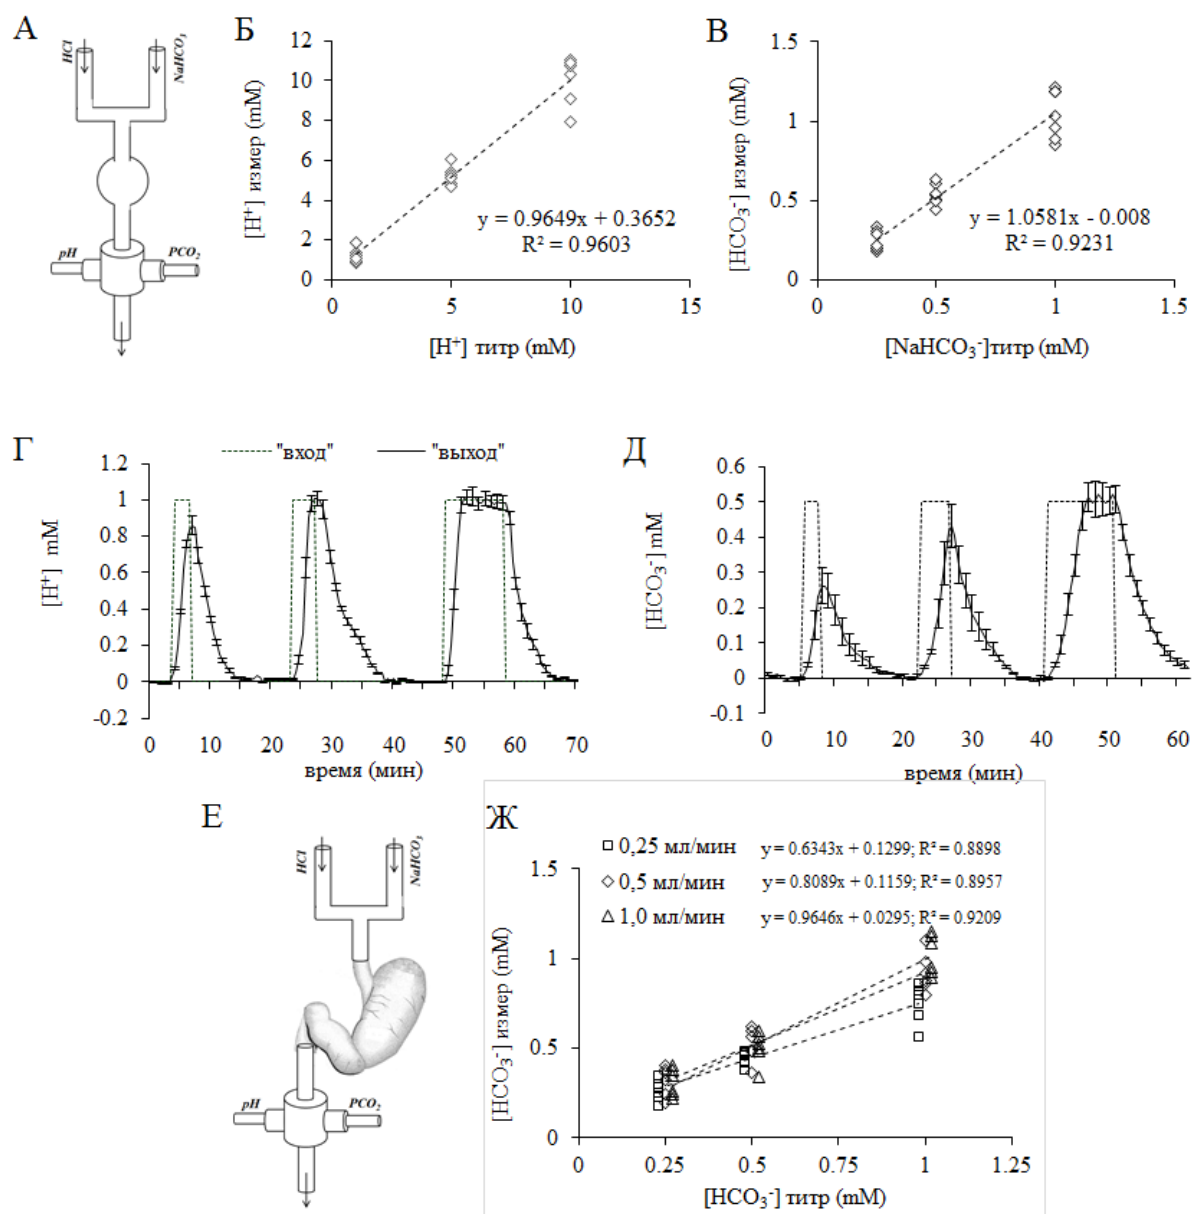 А
HCl
NaHCO3
pH
PCO2
Б
12
10
8
6
4
2
0
0
5
10
15
[H+] измер (mM)
y = 0.9649x + 0.3652
R² = 0.9603
[H+] титр (mM)
В
1.5
1
0.5
0
0
0.5
1
1.5
[HCO3-] измер (mM)
y = 1.0581x - 0.008
R² = 0.9231
[NaHCO3-]титр (mM)
Г
"вход"
"выход"
1.2
1
0.8
0.6
0.4
0.2
0
-0.2
[H+] mM
0
10
20
30
40
50
60
70
время (мин)
Д
0.6
0.5
0.4
0.3
0.2
0.1
0
-0.1
[HCO3-] mM
0
10
20
30
40
50
60
время (мин)
Е
HCl
NaHCO3
pH
PCO2
Ж
0,25 мл/мин y = 0.6343x + 0.1299; R² = 0.8898
0,5 мл/мин y = 0.8089x + 0.1159; R² = 0.8957
1,0 мл/мин y = 0.9646x + 0.0295; R² = 0.9209
1.5
1
0.5
0
[HCO3-] измер (mM)
0
0.25
0.5
0.75
1
1.25
[HCO3-] титр (mM)